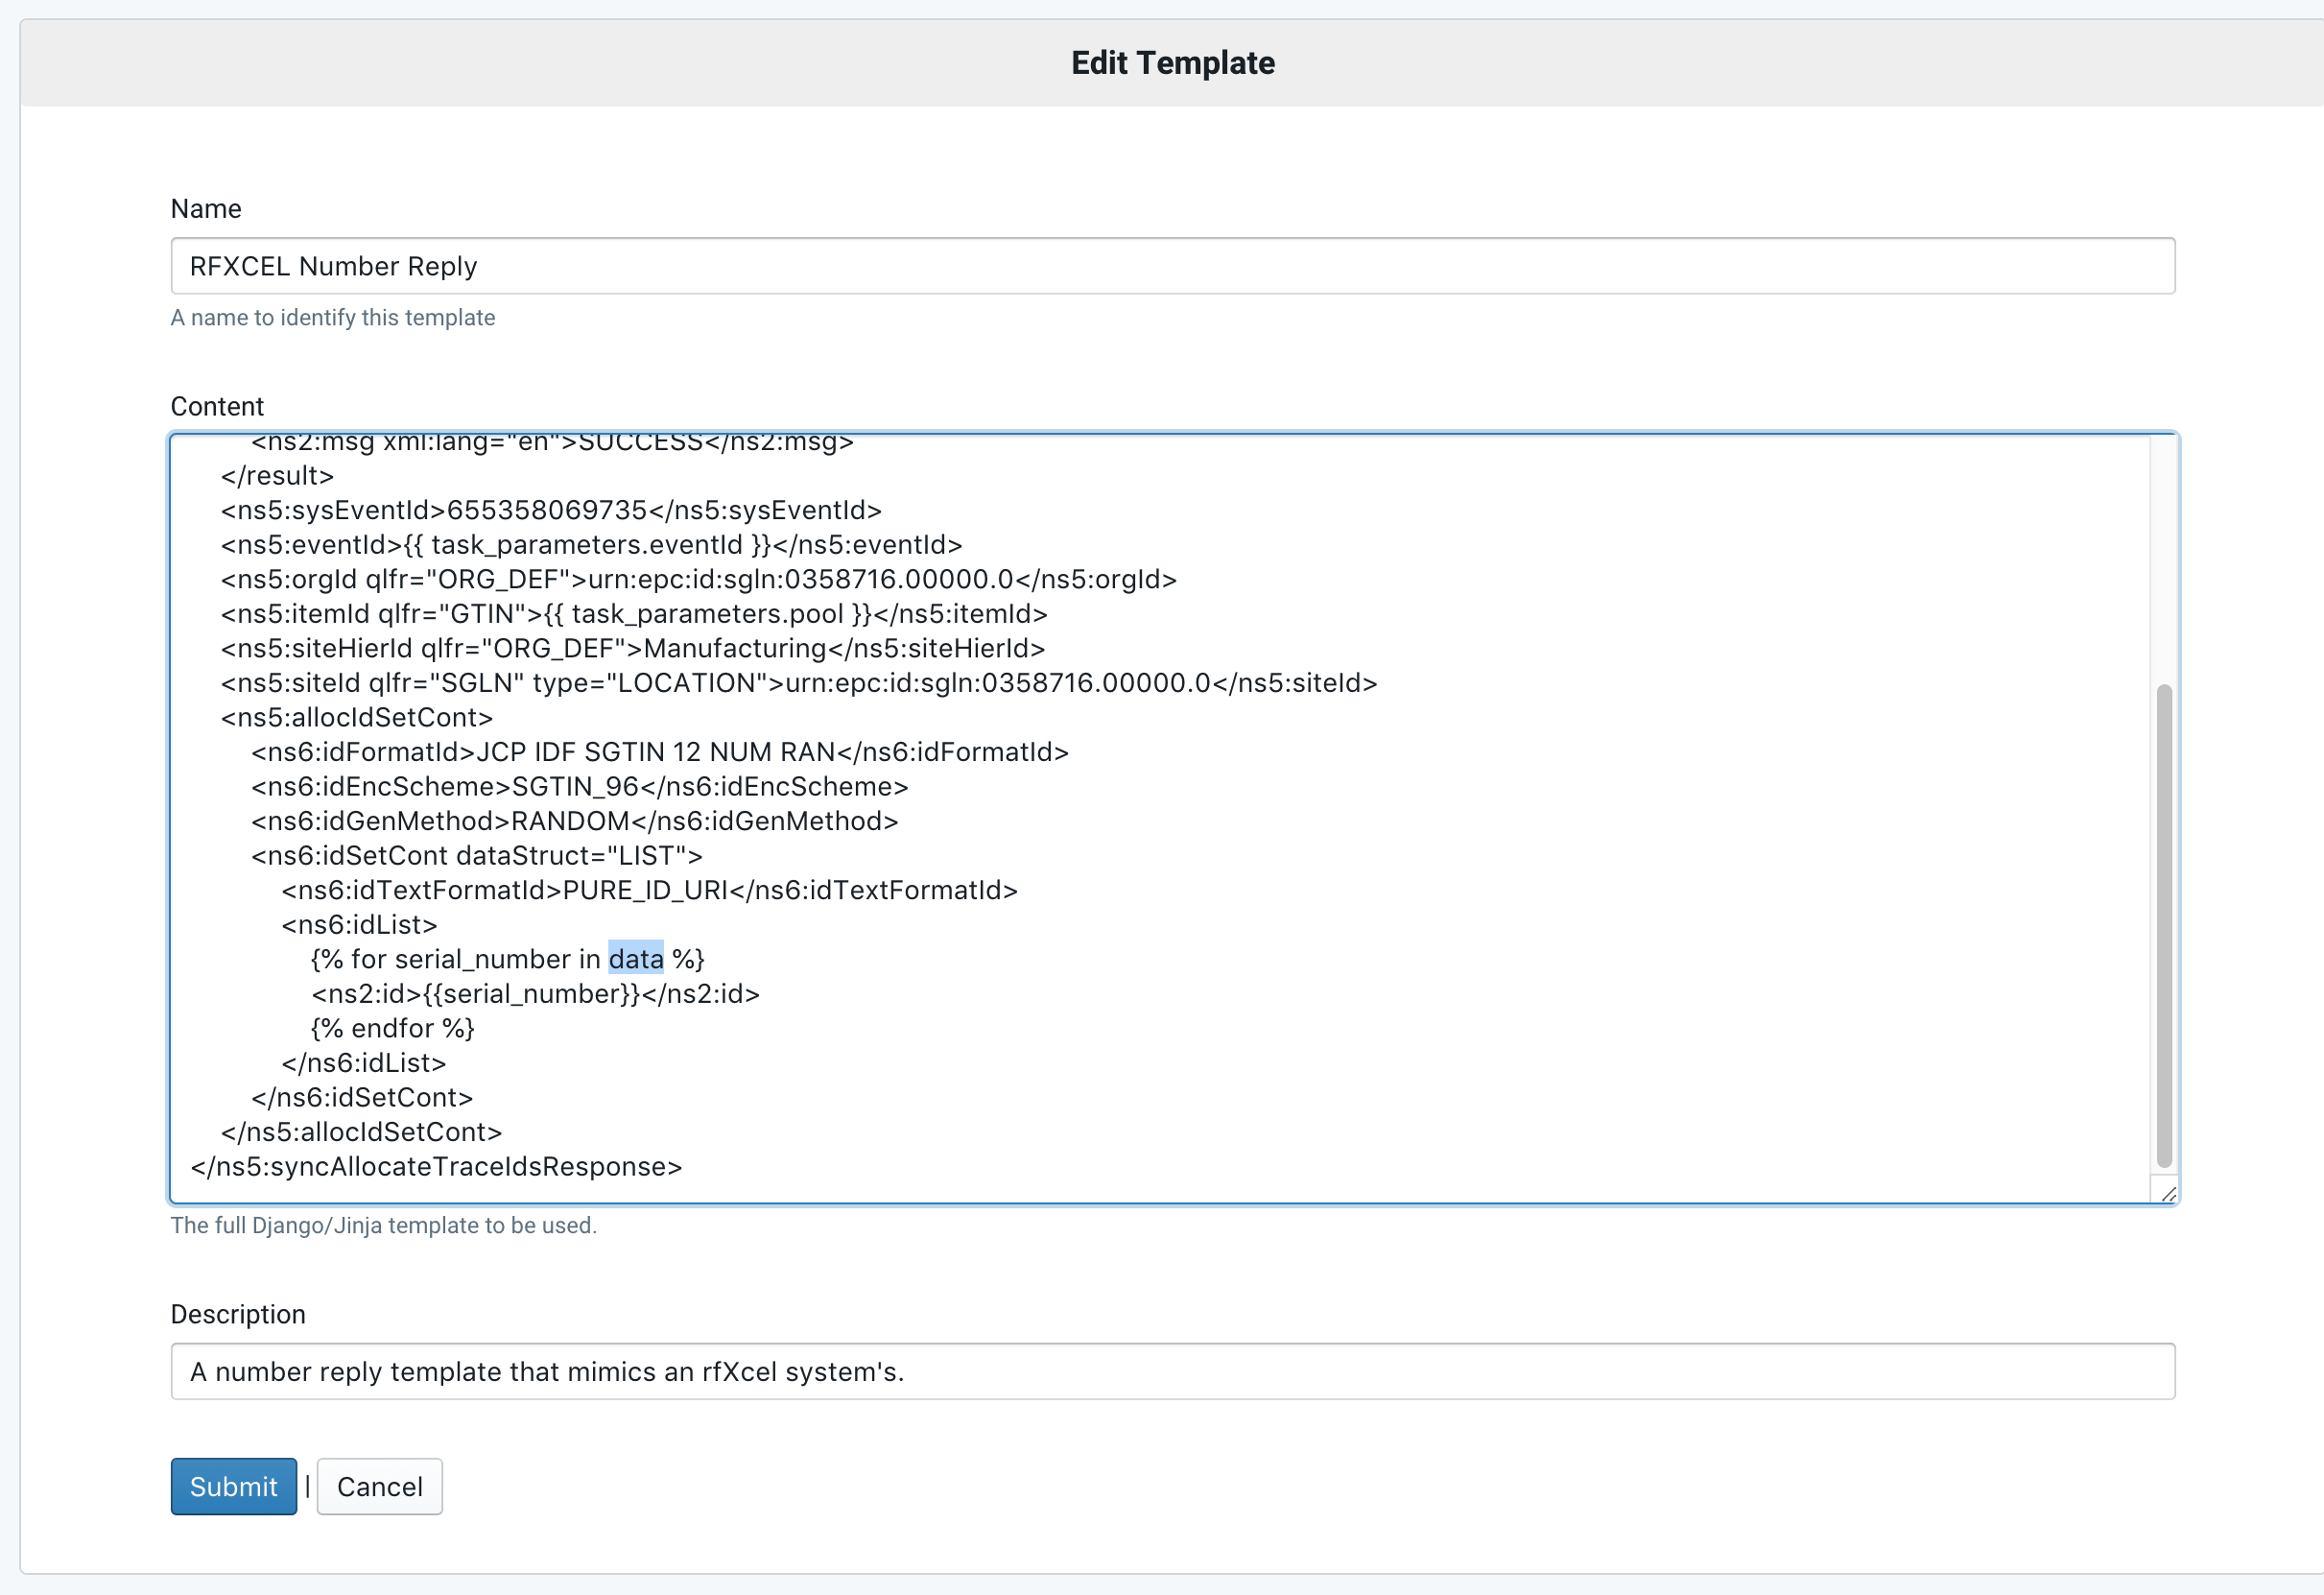 Edit Template
Name
RFXCEL Number Reply
A name to identify this template
Content
<ns2:msg xml:lang="en">SUCCESS</ns2:msg>
</result>
<ns5:sysEventId>655358069735</ns5:sysEventId>
<ns5:eventId>{{ task_parameters.eventId }}</ns5:eventId>
<ns5:orgId qlfr="ORG_DEF">urn:epc:id:sgln:0358716.00000.0</ns5:orgId>
<ns5:itemId qlfr="GTIN">{{ task_parameters.pool }}</ns5:itemId>
<ns5:siteHierId qlfr="ORG_DEF">Manufacturing</ns5:siteHierId>
<ns5:siteId qlfr="SGLN" type="LOCATION">urn:epc:id:sgln:0358716.00000.0</ns5:siteId>
<ns5:allocIdSetCont>
<ns6:idFormatId>JCP IDF SGTIN 12 NUM RAN</ns6:idFormatId>
<ns6:idEncScheme>SGTIN_96</ns6:idEncScheme>
<ns6:idGenMethod>RANDOM</ns6:idGenMethod>
<ns6:idSetCont dataStruct="LIST">
<ns6:idTextFormatId>PURE_ID_URI</ns6:idTextFormatId>
<ns6:idList>
{% for serial_number in data %}
<ns2:id>{{serial_number}}</ns2:id>
{% endfor %}
</ns6:idList>
</ns6:idSetCont>
</ns5:allocIdSetCont>
</ns5:syncAllocateTraceIdsResponse>
The full Django/Jinja template to be used.
Description
A number reply template that mimics an rfXcel system's.
Submit | Cancel